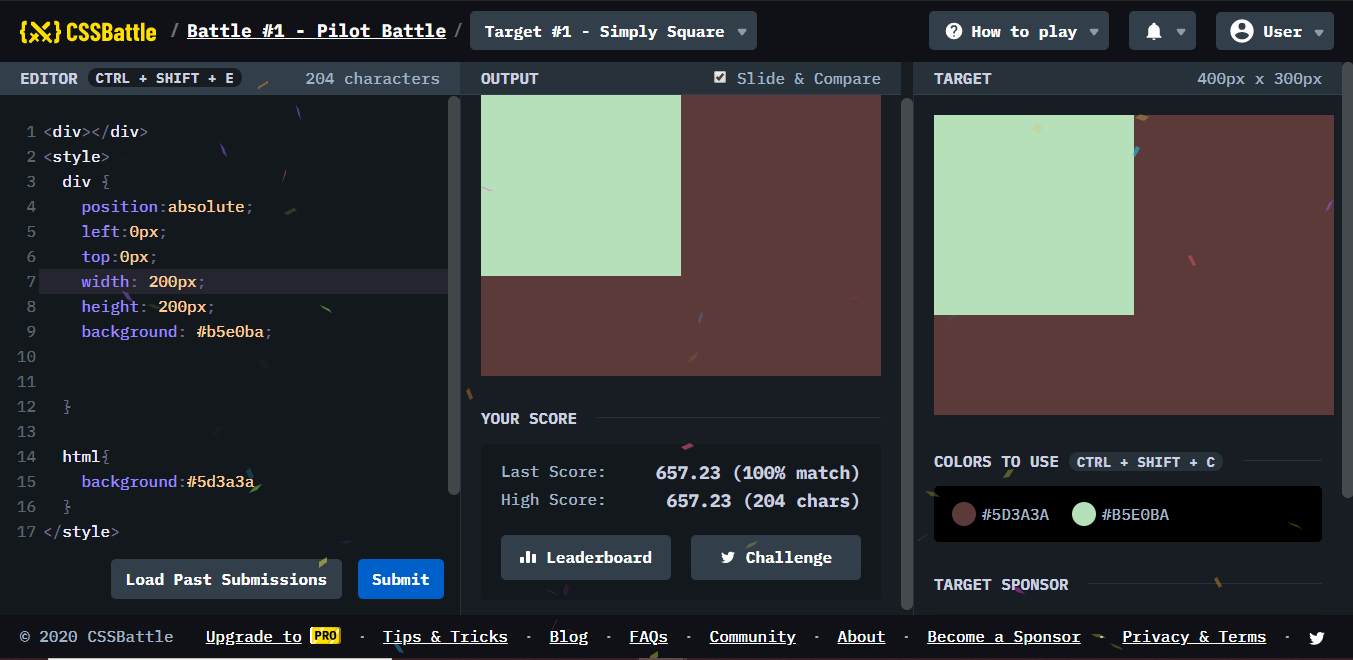 {X} CSSBattle / Battle #1 - Pilot Battle / Target #1 - Simply Square How to play User
EDITOR CTRL + SHIFT + E 204 characters
1 <div></div>
2 <style>
3 div {
4 position:absolute;
5 left:0px;
6 top:0px;
7 width: 200px;
8 height: 200px;
9 background: #b5e0ba;
10
11
12 }
13
14 html{
15 background:#5d3a3a
16 }
17 </style>
Load Past Submissions Submit
OUTPUT Slide & Compare
YOUR SCORE
Last Score: 657.23 (100% match)
High Score: 657.23 (204 chars)
Leaderboard Challenge
TARGET 400px x 300px
COLORS TO USE CTRL + SHIFT + C
#5D3A3A #B5E0BA
TARGET SPONSOR
© 2020 CSSBattle Upgrade to PRO · Tips & Tricks · Blog · FAQs · Community · About · Become a Sponsor · Privacy & Terms ·